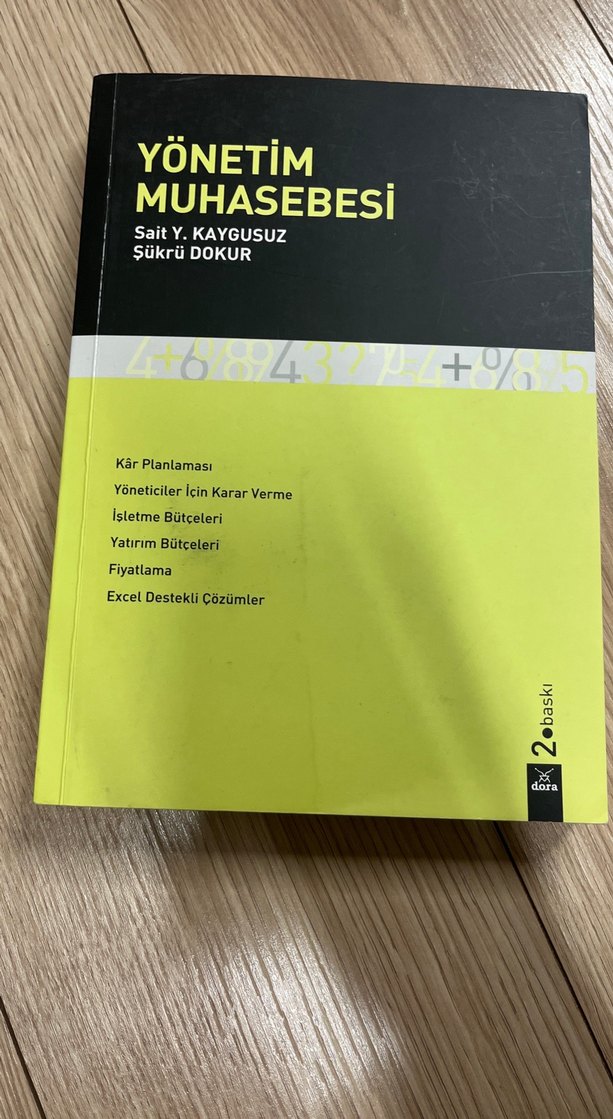 YÖNETİM
MUHASEBESİ
Sait Y. KAYGUSUZ
Şükrü DOKUR
Kâr Planlaması
Yöneticiler İçin Karar Verme
İşletme Bütçeleri
Yatırım Bütçeleri
Fiyatlama
Excel Destekli Çözümler
2.baskı
dora